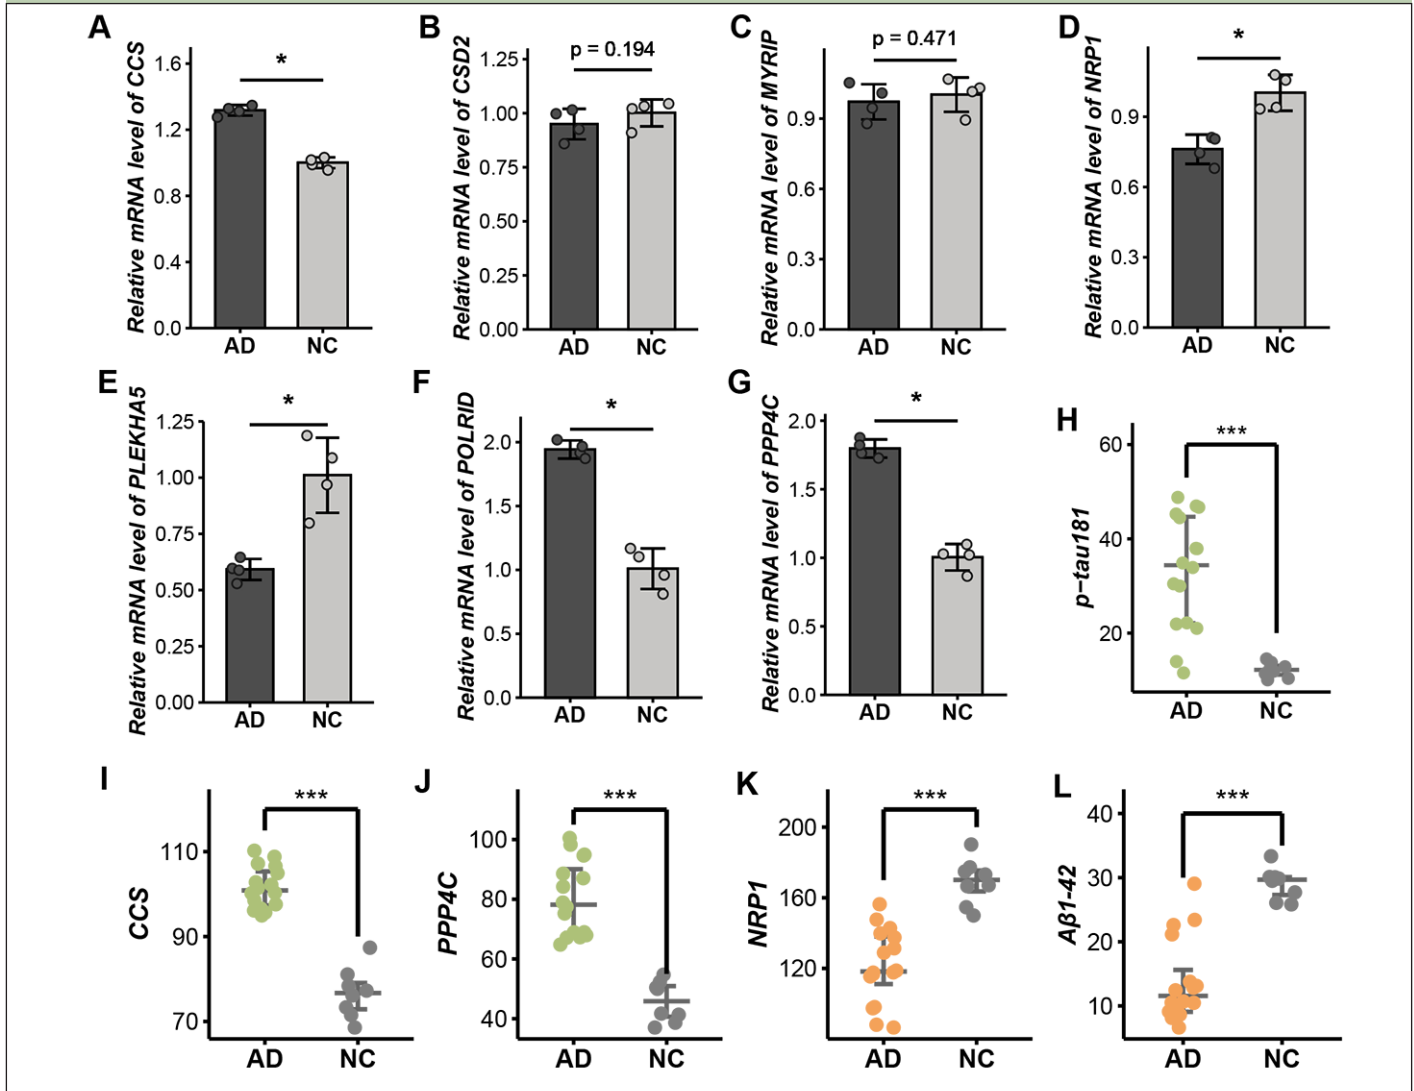 A
Relative mRNA level of CCS
1.6
1.2
0.8
0.4
0.0
*
AD
NC
B
Relative mRNA level of CSD2
1.25
1.00
0.75
0.50
0.25
0.00
p = 0.194
AD
NC
C
Relative mRNA level of MYRIP
0.9
0.6
0.3
0.0
p = 0.471
AD
NC
D
Relative mRNA level of NRP1
0.9
0.6
0.3
0.0
*
AD
NC
E
Relative mRNA level of PLEKHA5
1.25
1.00
0.75
0.50
0.25
0.00
*
AD
NC
F
Relative mRNA level of POLRID
2.0
1.5
1.0
0.5
0.0
*
AD
NC
G
Relative mRNA level of PPP4C
2.0
1.5
1.0
0.5
0.0
*
AD
NC
H
p−tau181
60
40
20
***
AD
NC
I
CCS
110
90
70
***
AD
NC
J
PPP4C
100
80
60
40
***
AD
NC
K
NRP1
200
160
120
***
AD
NC
L
Aβ1-42
40
30
20
10
***
AD
NC